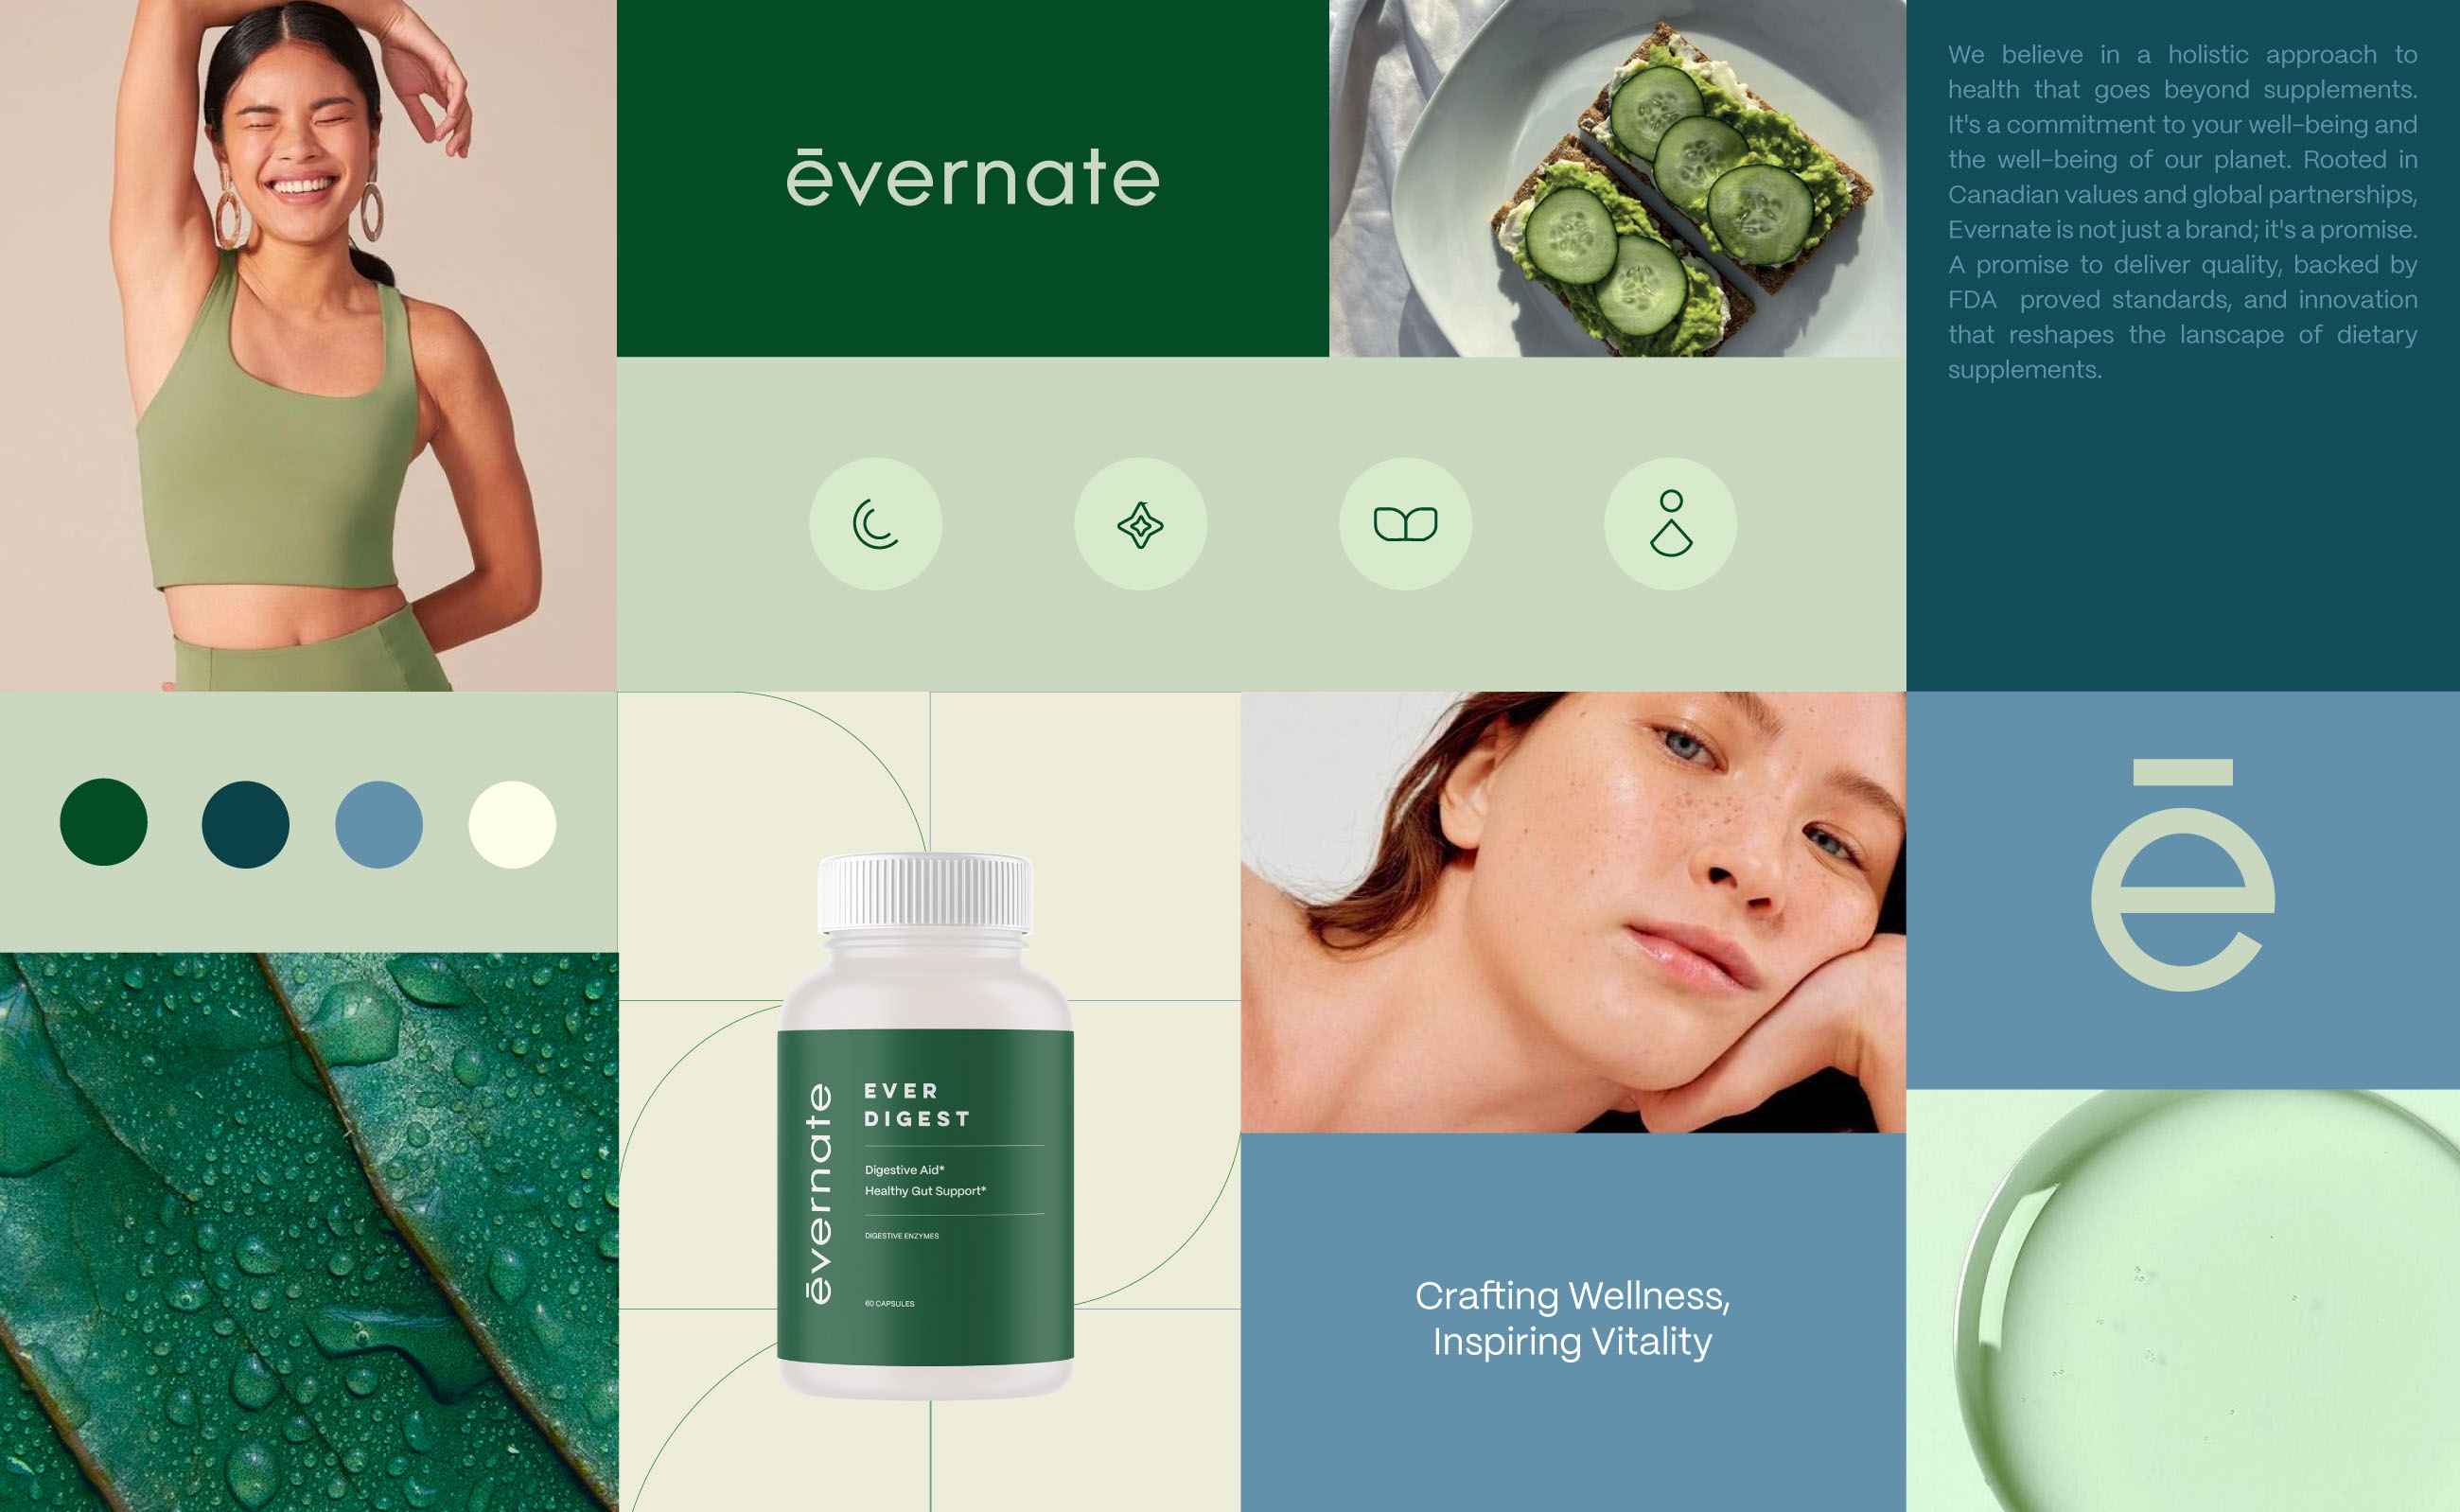 ēvernate
We believe in a holistic approach to
health that goes beyond supplements.
It's a commitment to your well-being and
the well-being of our planet. Rooted in
Canadian values and global partnerships,
Evernate is not just a brand; it's a promise.
A promise to deliver quality, backed by
FDA proved standards, and innovation
that reshapes the lanscape of dietary
supplements.
ē
ēvernate
EVER
DIGEST
Digestive Aid*
Healthy Gut Support*
DIGESTIVE ENZYMES
60 CAPSULES
Crafting Wellness,
Inspiring Vitality